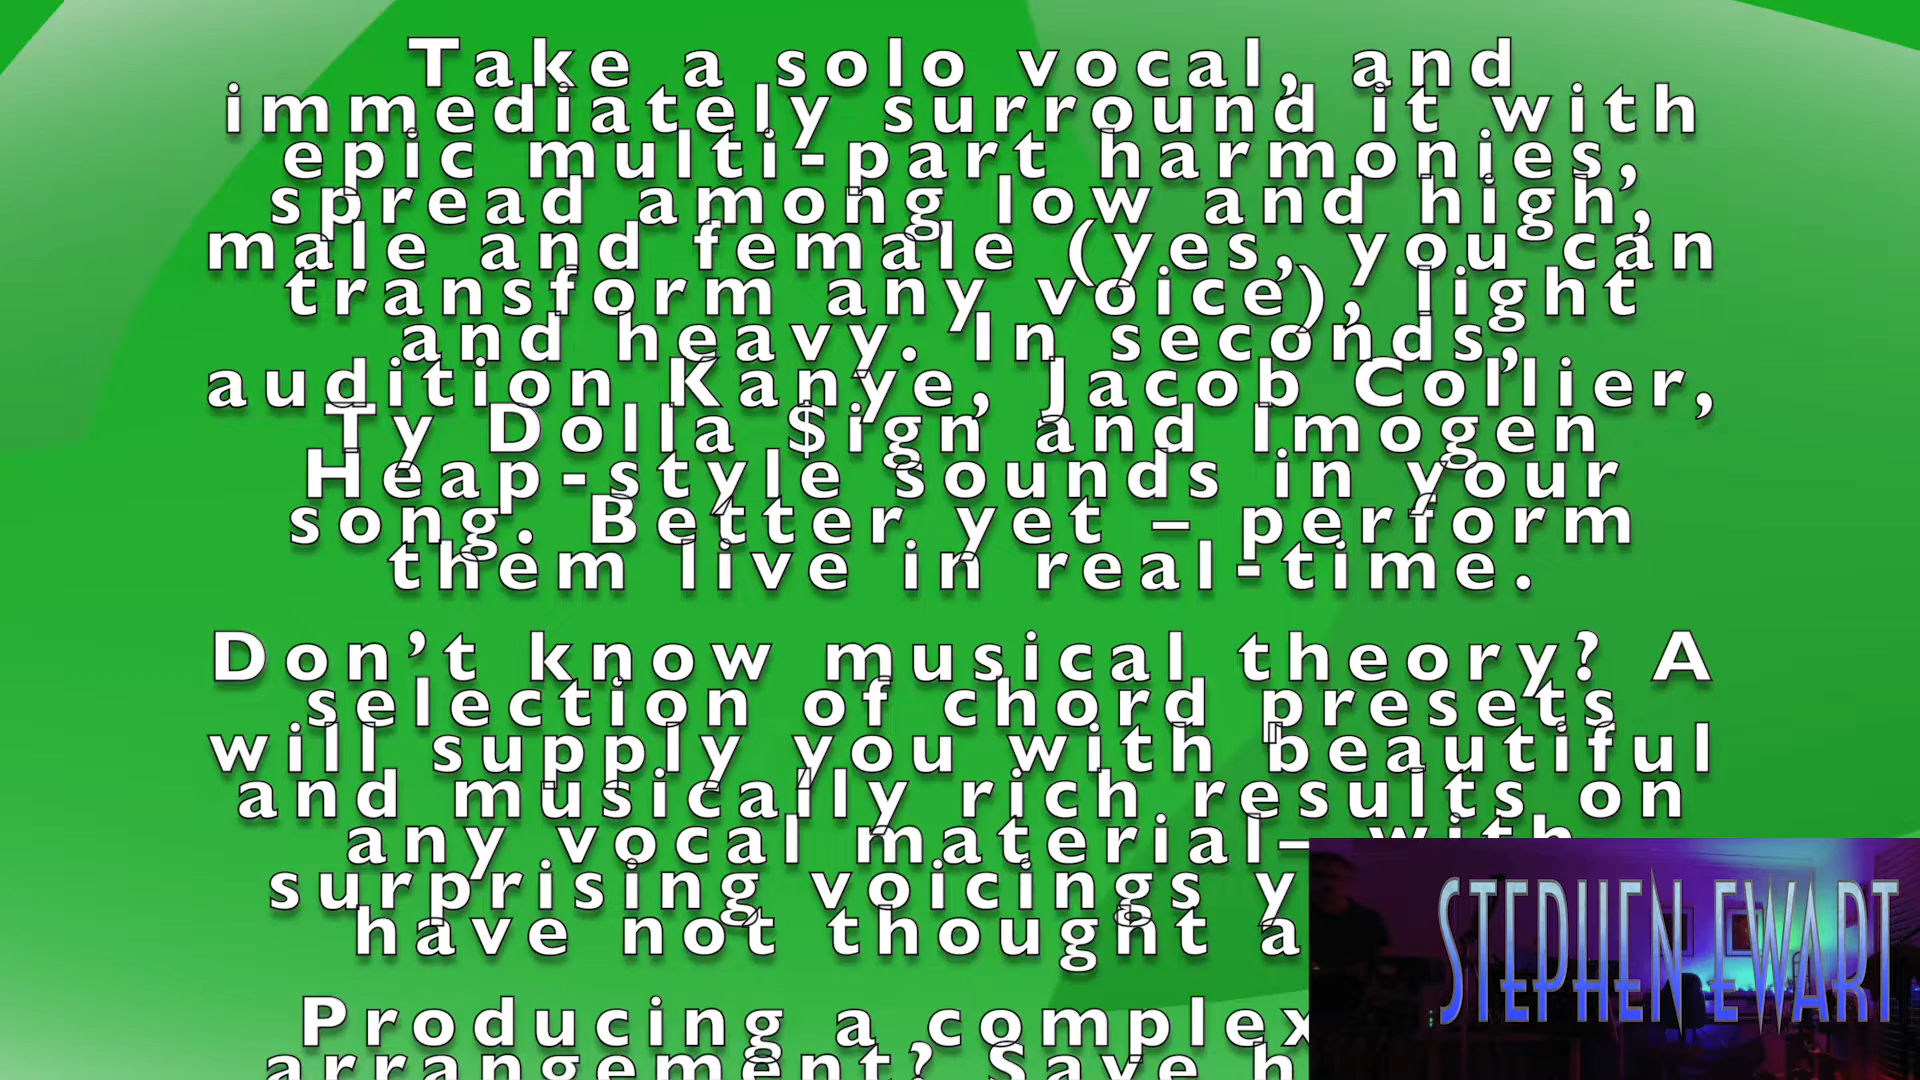 Take a solo vocal, and
immediately surround it with
epic multi-part harmonies,
spread among low and high,
male and female (yes, you can
transform any voice), light
and heavy. In seconds,
audition Kanye, Jacob Collier,
Ty Dolla $ign and Imogen
Heap-style sounds in your
song. Better yet – perform
them live in real-time.
Don’t know musical theory? A
selection of chord presets
will supply you with beautiful
and musically rich results on
any vocal material– with
surprising voicings
have not thought
Producing a complex
arrangement? Save
STEPHEN EWART